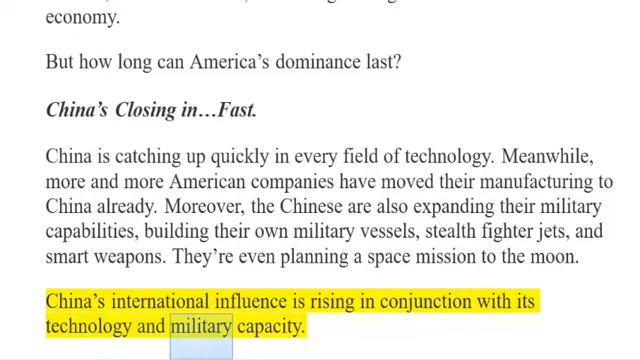 economy.
But how long can America’s dominance last?
China’s Closing in…Fast.
China is catching up quickly in every field of technology. Meanwhile,
more and more American companies have moved their manufacturing to
China already. Moreover, the Chinese are also expanding their military
capabilities, building their own military vessels, stealth fighter jets, and
smart weapons. They’re even planning a space mission to the moon.
China’s international influence is rising in conjunction with its
technology and military capacity.